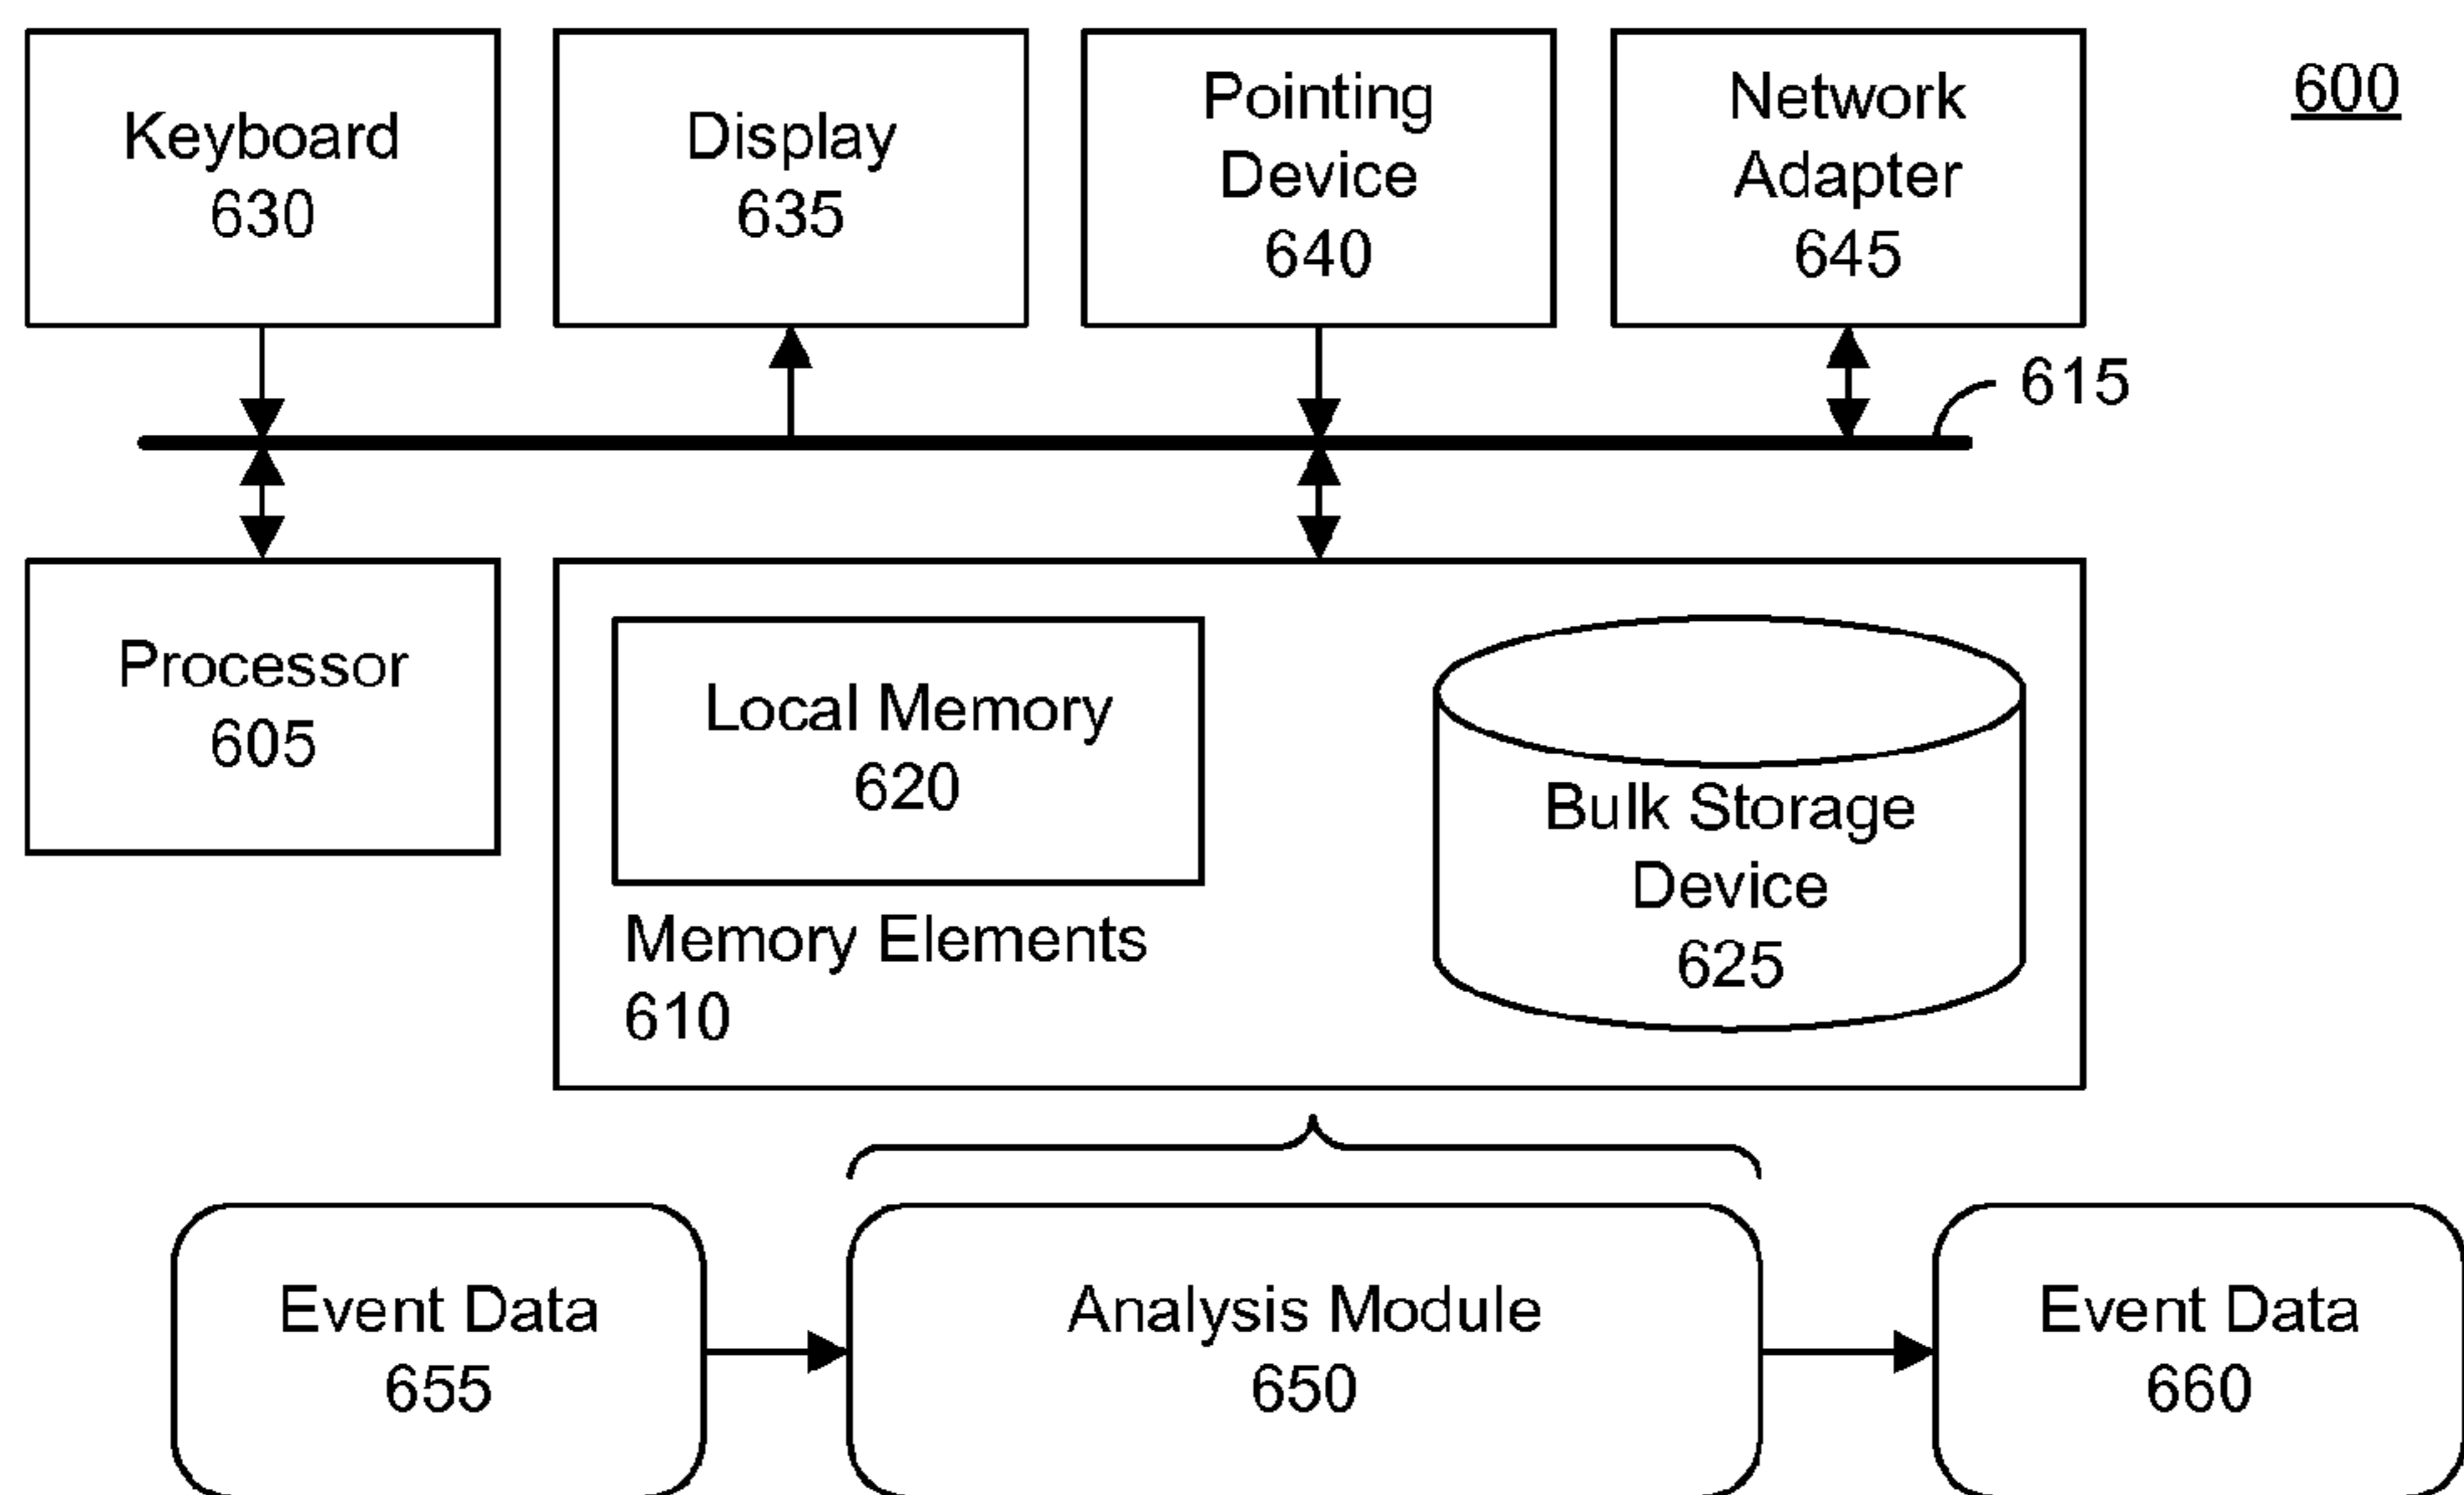 Keyboard
630
Display
635
Pointing
Device
640
Network
Adapter
645
600
615
Processor
605
Local Memory
620
Memory Elements
610
Bulk Storage
Device
625
Event Data
655
Analysis Module
650
Event Data
660